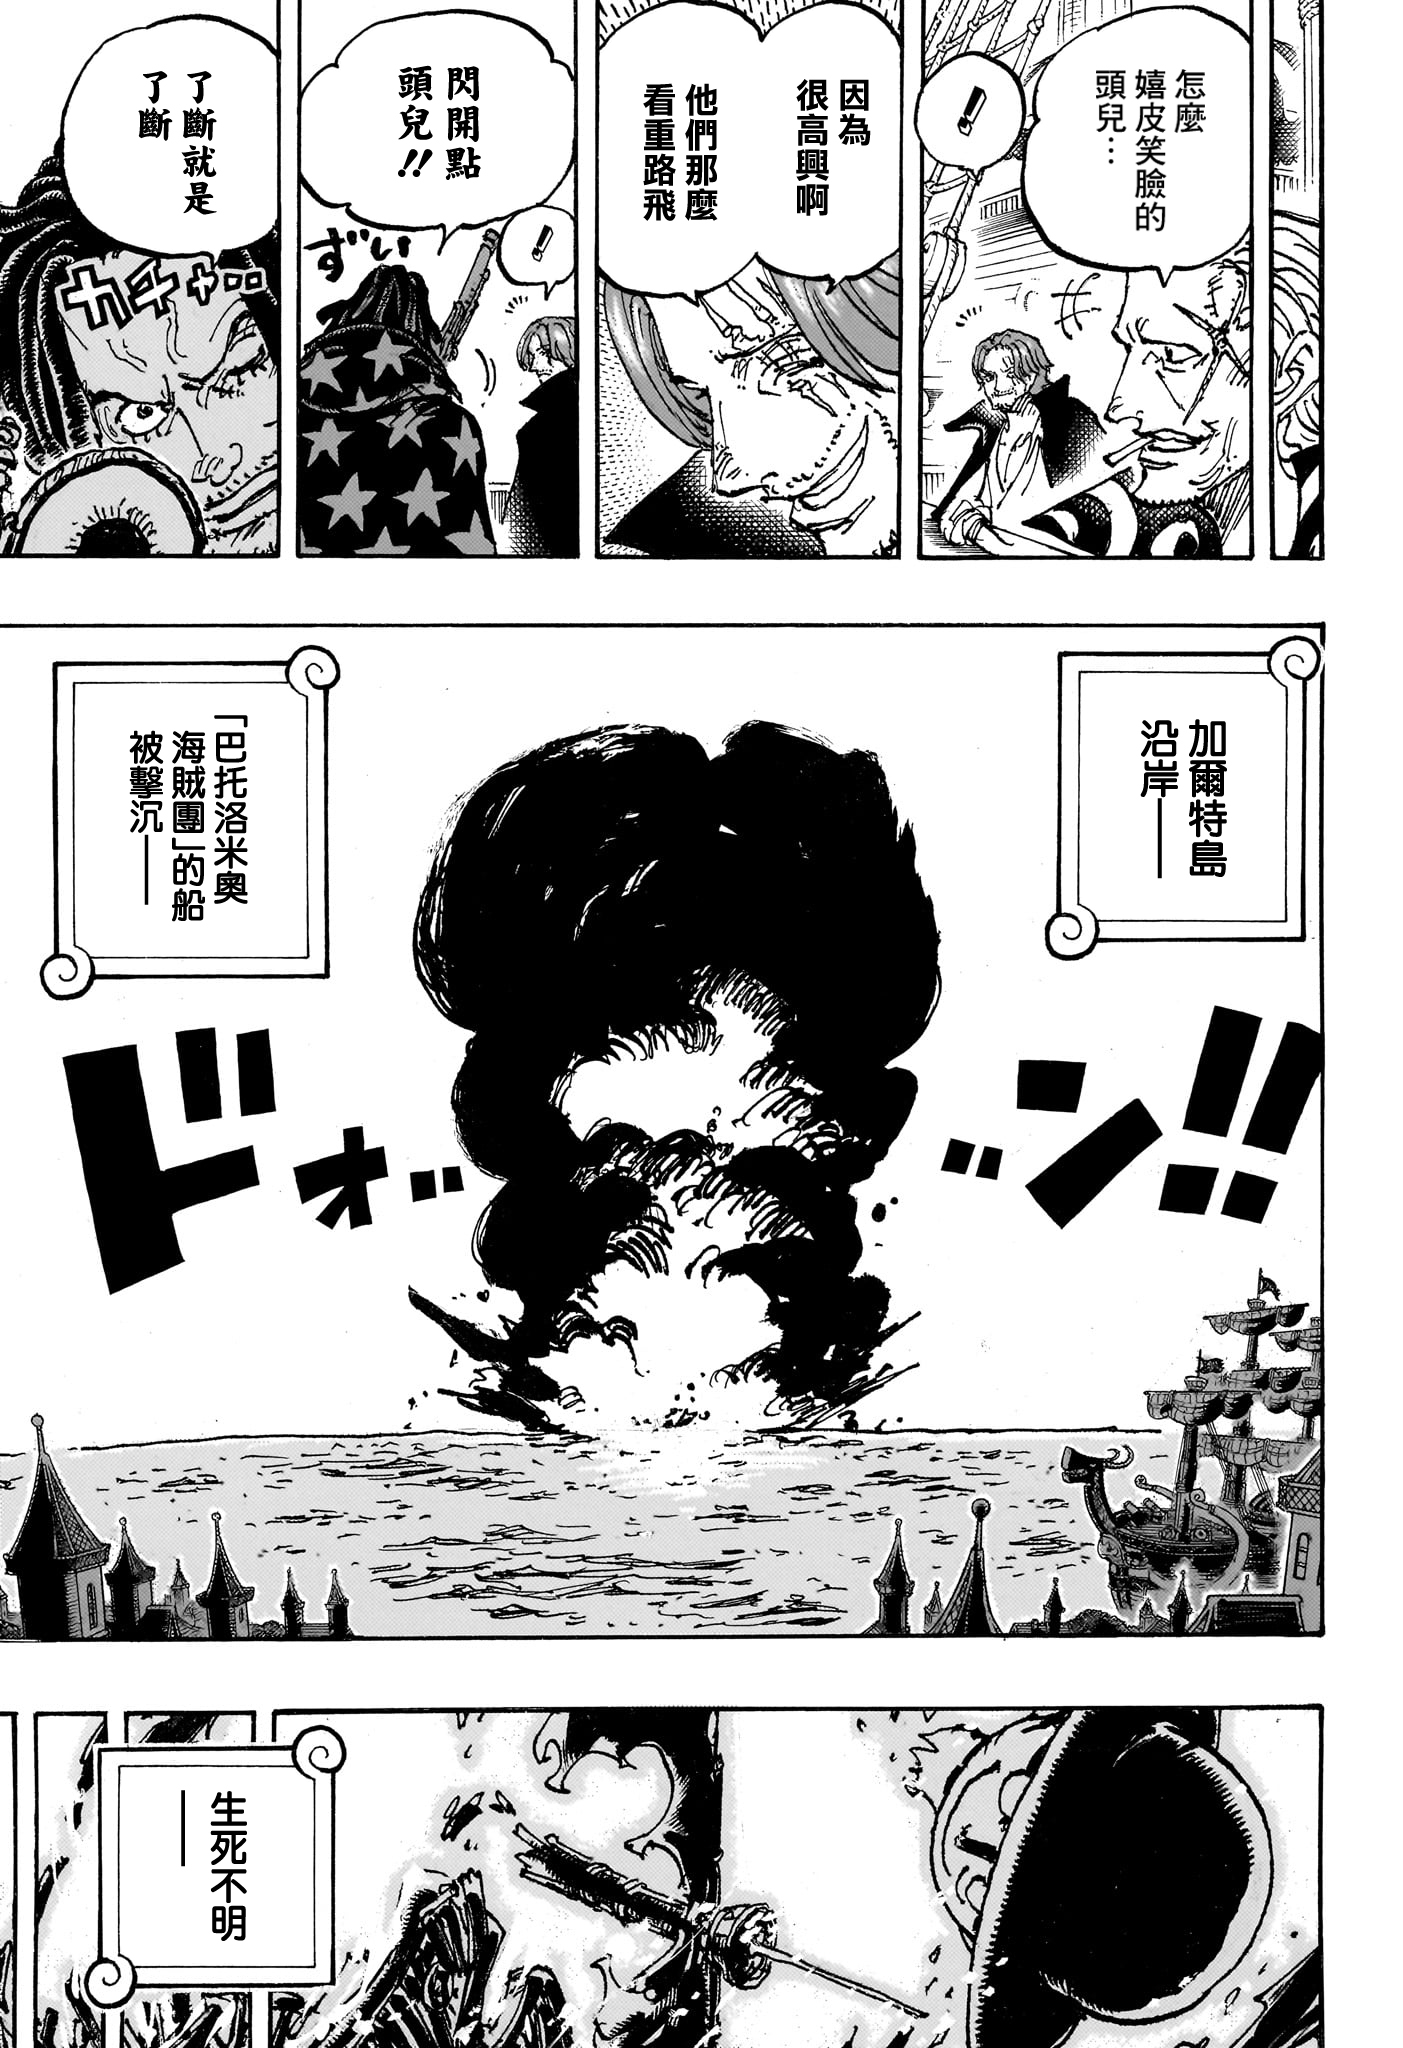 怎麼
嬉皮笑臉的
頭兒…
!
因為
很高興啊
他們那麼
看重路飛
閃開點
頭兒!!
!
ずい
了斷就是
了斷
カチャ…
加爾特島
沿岸——
「巴托洛米奧
海賊團」的船
被擊沉——
ドォ…ン!!
生死不明
——